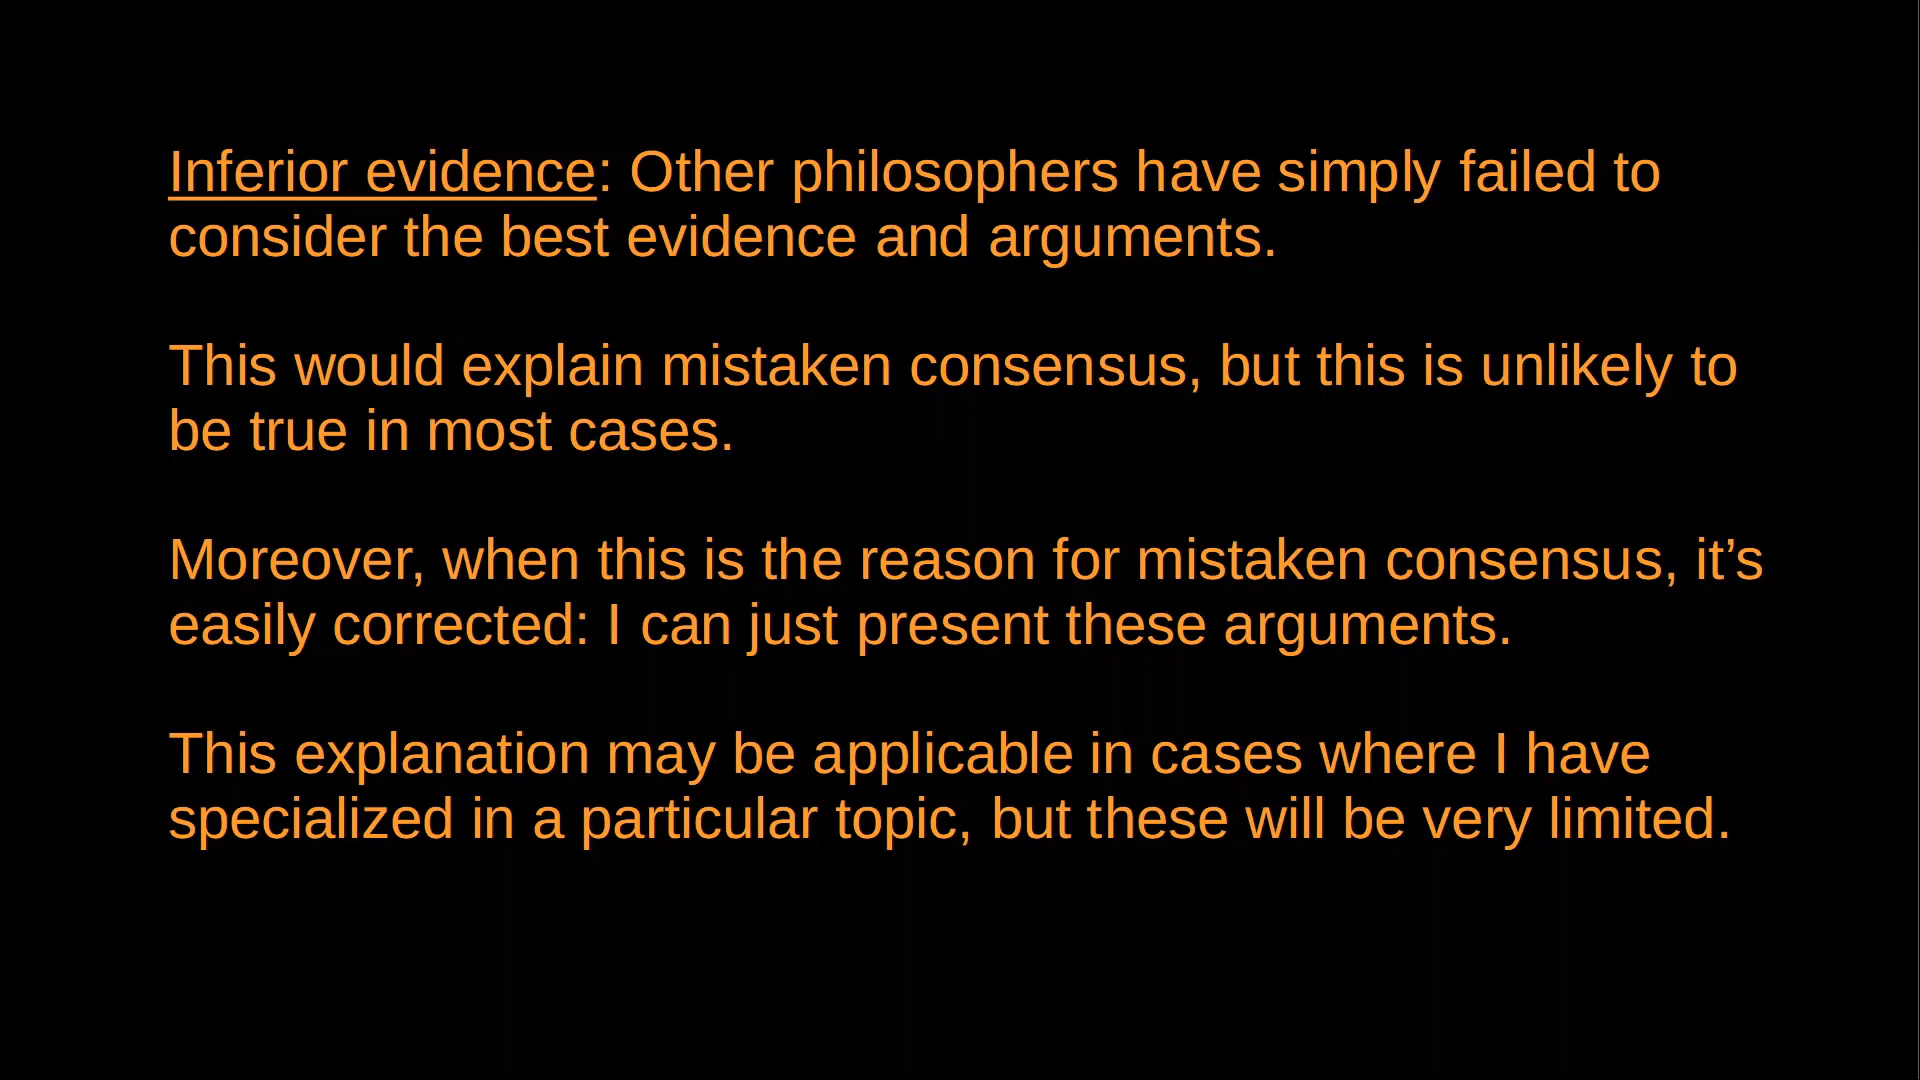 Inferior evidence: Other philosophers have simply failed to
consider the best evidence and arguments.
This would explain mistaken consensus, but this is unlikely to
be true in most cases.
Moreover, when this is the reason for mistaken consensus, it’s
easily corrected: I can just present these arguments.
This explanation may be applicable in cases where I have
specialized in a particular topic, but these will be very limited.